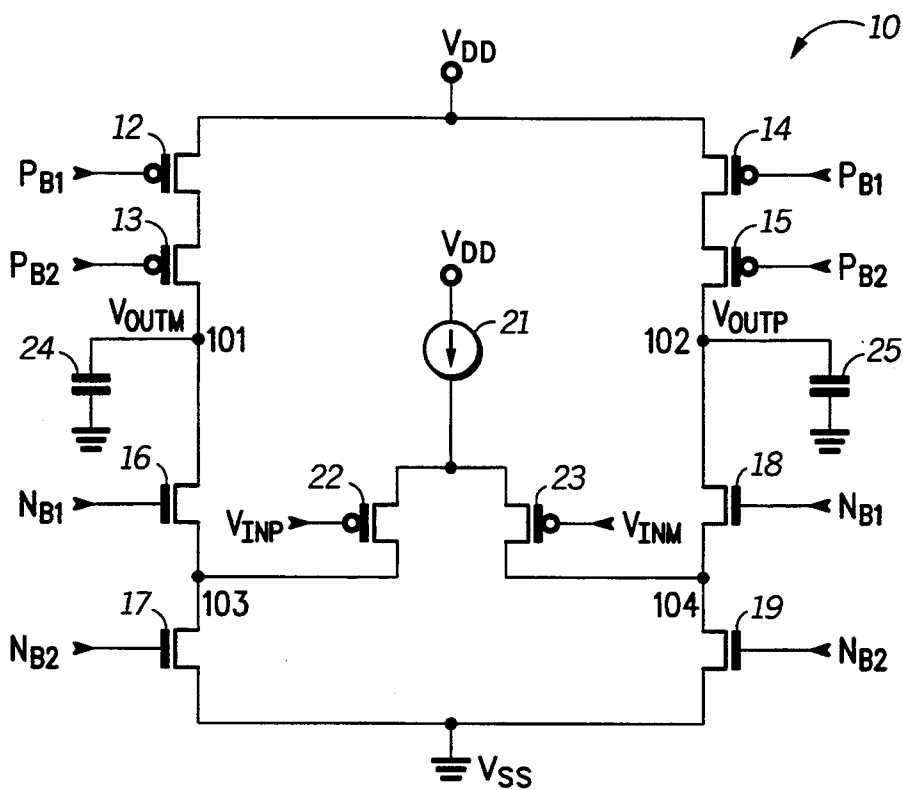 10
VDD
12
14
PB1
PB1
13
15
PB2
VDD
PB2
VOUTM
21
VOUTP
101
102
24
25
16
22
23
18
NB1
VINP
VINM
NB1
103
104
17
19
NB2
NB2
VSS